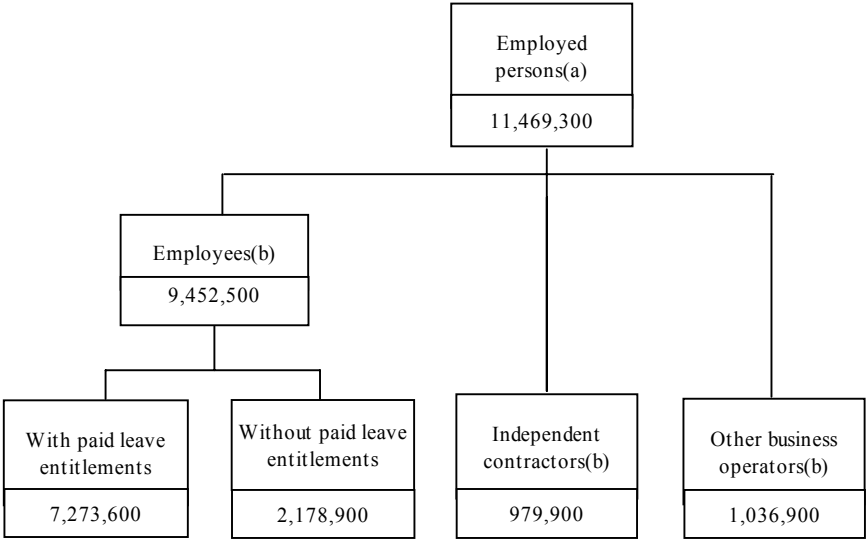 Employed
persons(a)
11,469,300
Employees(b)
9,452,500
With paid leave
entitlements
7,273,600
Without paid leave
entitlements
2,178,900
Independent
contractors(b)
979,900
Other business
operators(b)
1,036,900